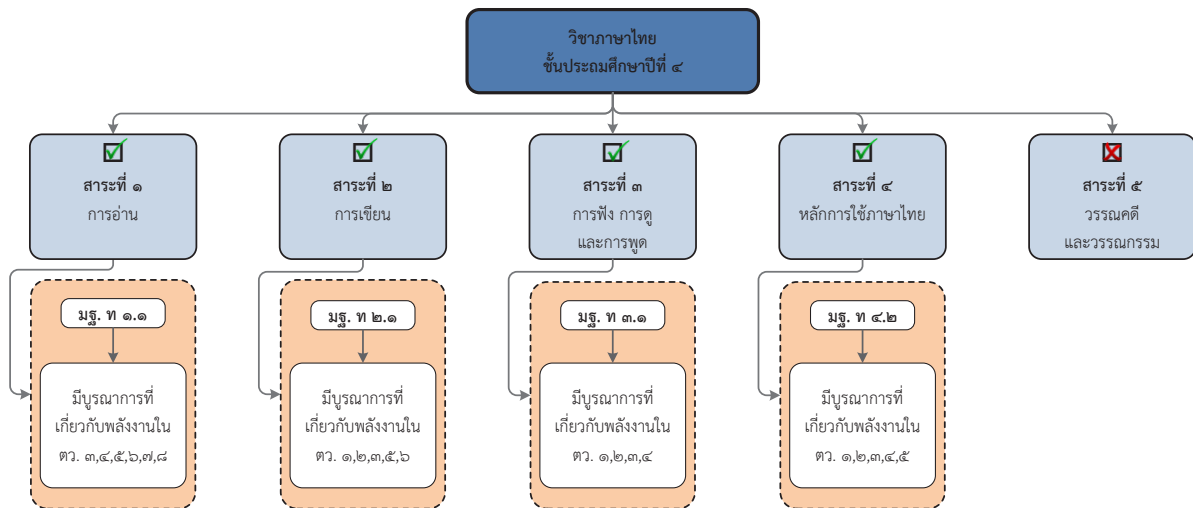 วิชาภาษาไทย
ชั้นประถมศึกษาปีที่ ๔
สาระที่ ๑
การอ่าน
สาระที่ ๒
การเขียน
สาระที่ ๓
การฟัง การดู
และการพูด
สาระที่ ๔
หลักการใช้ภาษาไทย
สาระที่ ๕
วรรณคดี
และวรรณกรรม
มฐ. ท ๑.๑
มีบูรณาการที่
เกี่ยวกับพลังงานใน
ตว. ๓,๔,๕,๖,๗,๘
มฐ. ท ๒.๑
มีบูรณาการที่
เกี่ยวกับพลังงานใน
ตว. ๑,๒,๓,๕,๖
มฐ. ท ๓.๑
มีบูรณาการที่
เกี่ยวกับพลังงานใน
ตว. ๑,๒,๓,๔
มฐ. ท ๔.๒
มีบูรณาการที่
เกี่ยวกับพลังงานใน
ตว. ๑,๒,๓,๔,๕